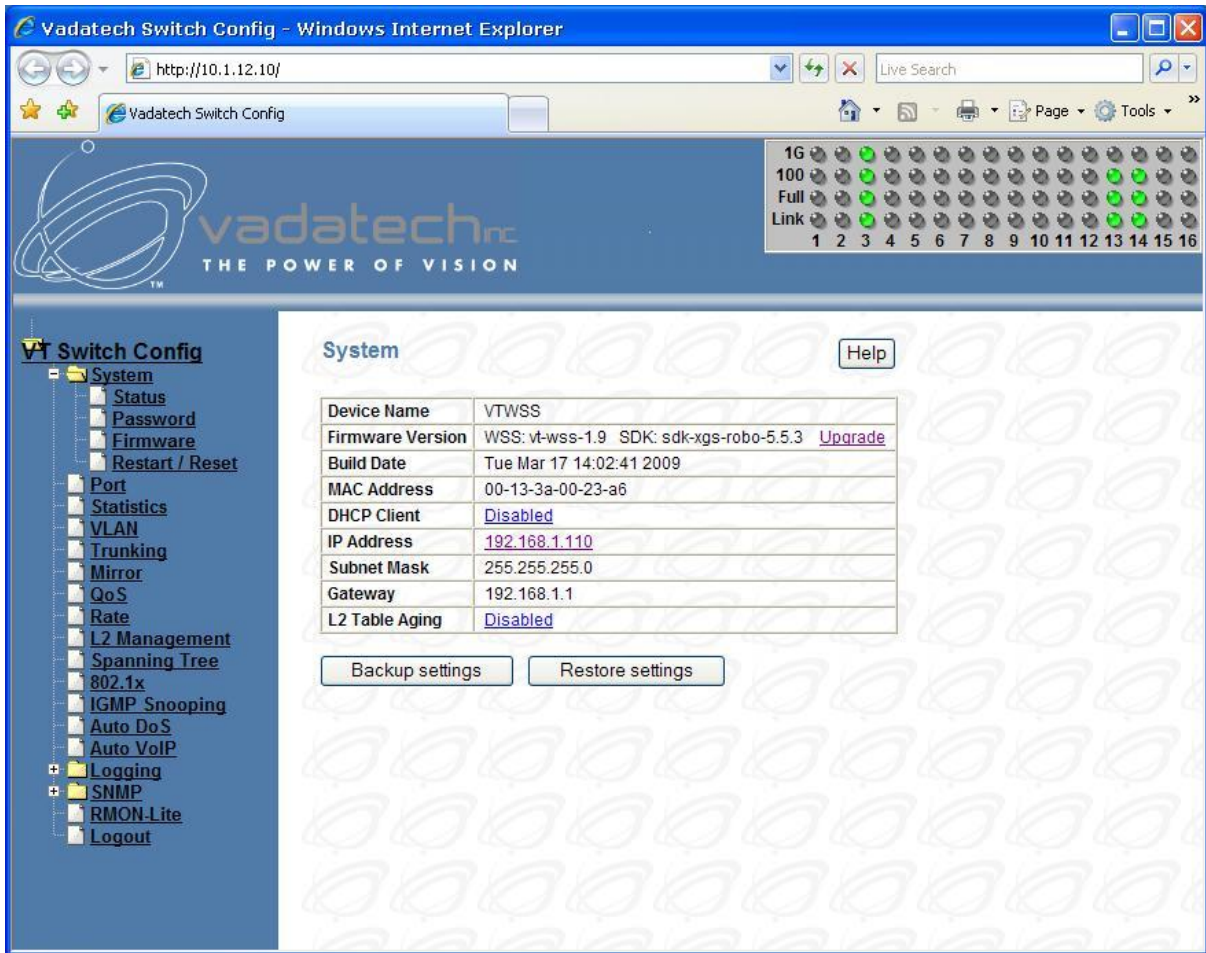 Vadatech Switch Config - Windows Internet Explorer
http://10.1.12.10/
Live Search
Vadatech Switch Config
Page
Tools
»
vadatech inc
THE POWER OF VISION
TM
1G
100
Full
Link
1 2 3 4 5 6 7 8 9 10 11 12 13 14 15 16
VT Switch Config
System
Status
Password
Firmware
Restart / Reset
Port
Statistics
VLAN
Trunking
Mirror
QoS
Rate
L2 Management
Spanning Tree
802.1x
IGMP Snooping
Auto DoS
Auto VoIP
Logging
SNMP
RMON-Lite
Logout
System
Help
Device Name VTWSS
Firmware Version WSS: vt-wss-1.9 SDK: sdk-xgs-robo-5.5.3 Upgrade
Build Date Tue Mar 17 14:02:41 2009
MAC Address 00-13-3a-00-23-a6
DHCP Client Disabled
IP Address 192.168.1.110
Subnet Mask 255.255.255.0
Gateway 192.168.1.1
L2 Table Aging Disabled
Backup settings Restore settings